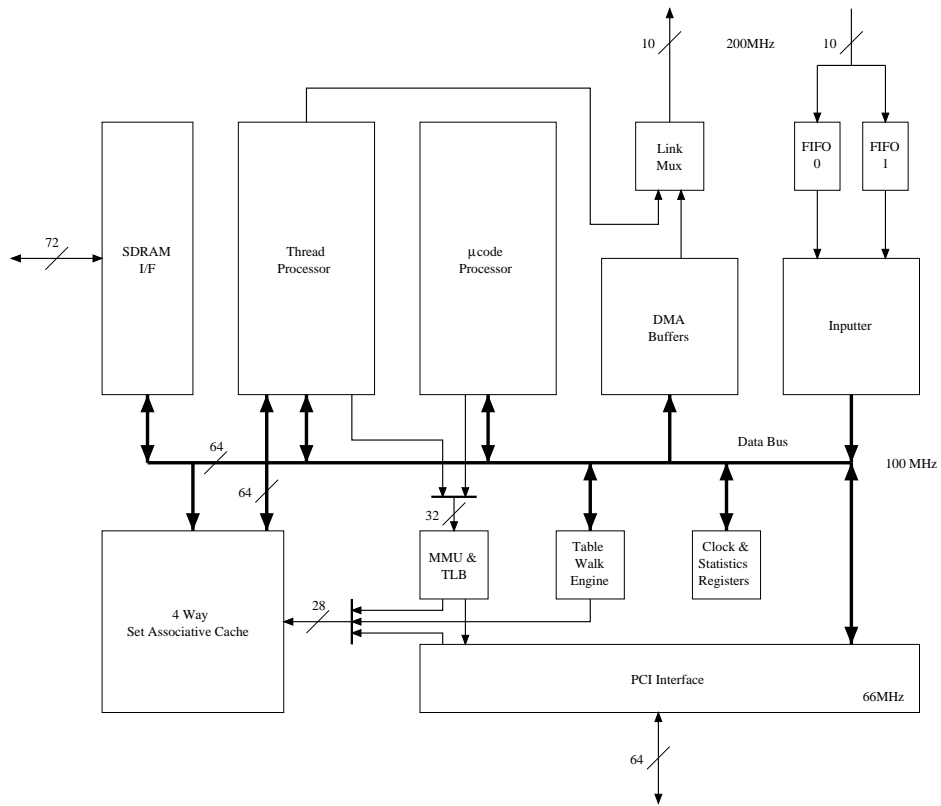 10
200MHz
10
Link
Mux
FIFO
0
FIFO
1
72
SDRAM
I/F
Thread
Processor
µcode
Processor
DMA
Buffers
Inputter
64
Data Bus
100 MHz
64
32
MMU &
TLB
Table
Walk
Engine
Clock &
Statistics
Registers
4 Way
Set Associative Cache
28
PCI Interface
66MHz
64